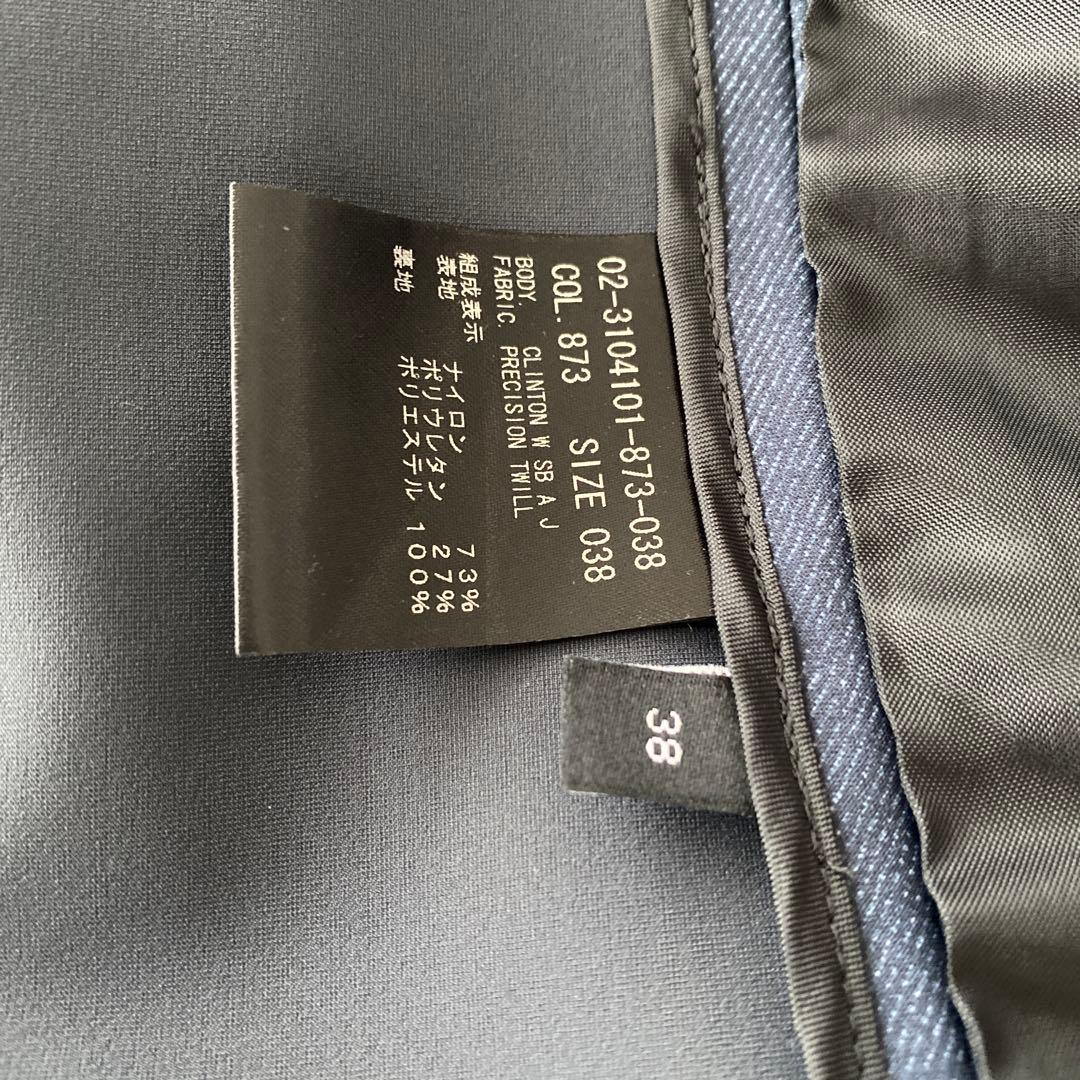 02-3104101-873-038
COL. 873 SIZE 038
BODY. CLINTON W SB A J
FABRIC. PRECISION TWILL
組成表示
表地 ナイロン 73%
ポリウレタン 27%
裏地 ポリエステル 100%
38